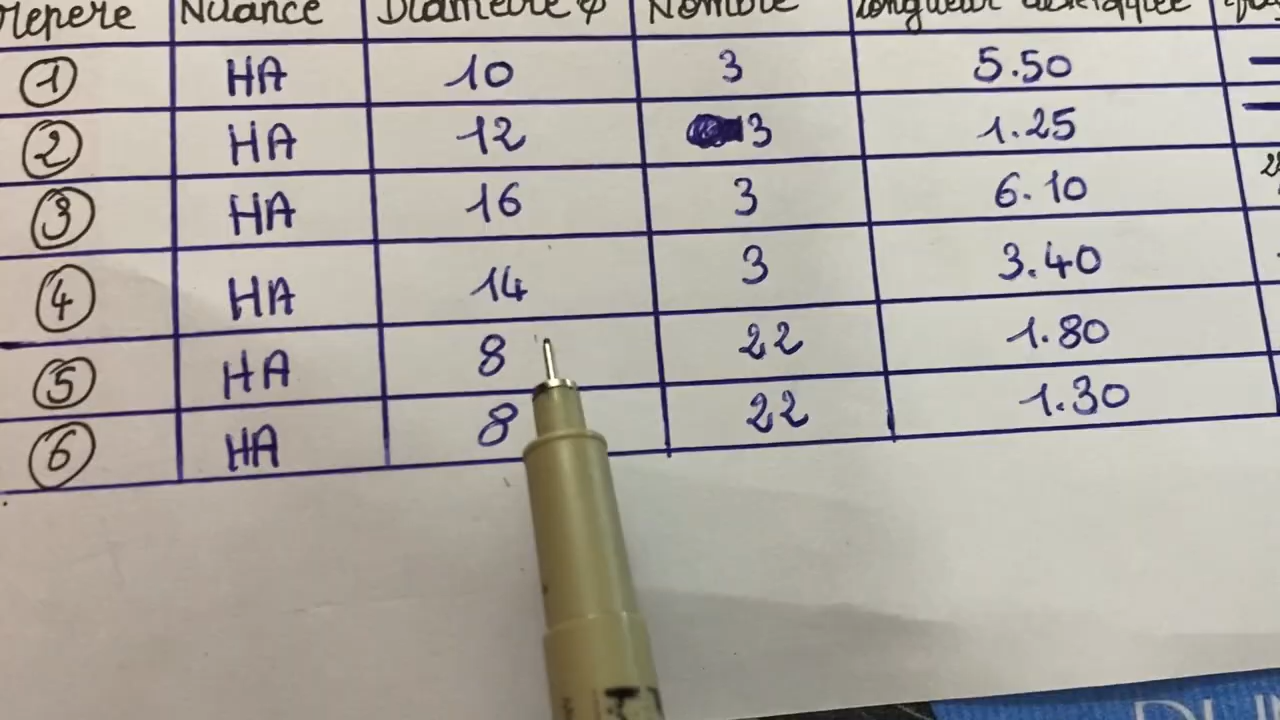 repere Nuance Diametre φ Nombre longueur
① HA 10 3 5.50
② HA 12 3 1.25
③ HA 16 3 6.10
④ HA 14 3 3.40
⑤ HA 8 22 1.80
⑥ HA 8 22 1.30